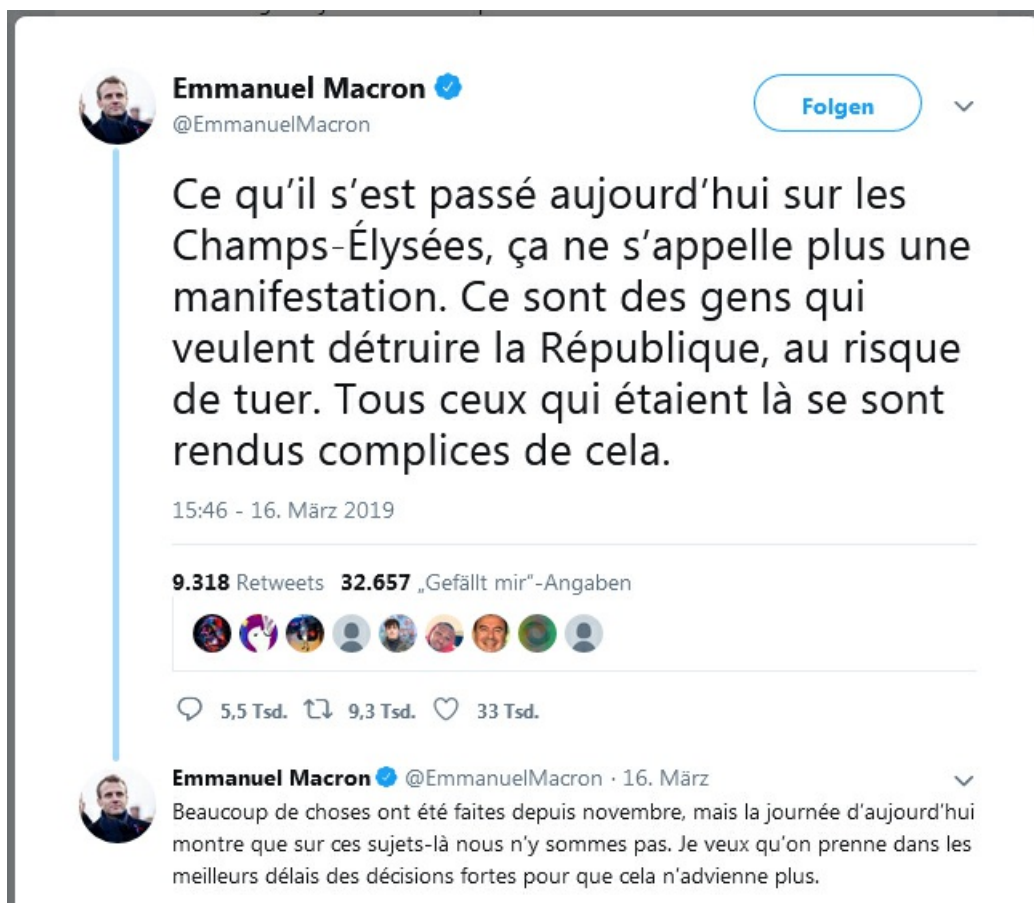 Emmanuel Macron
@EmmanuelMacron
Folgen
Ce qu’il s’est passé aujourd’hui sur les
Champs-Élysées, ça ne s’appelle plus une
manifestation. Ce sont des gens qui
veulent détruire la République, au risque
de tuer. Tous ceux qui étaient là se sont
rendus complices de cela.
15:46 - 16. März 2019
9.318 Retweets 32.657 „Gefällt mir“-Angaben
5,5 Tsd. 9,3 Tsd. 33 Tsd.
Emmanuel Macron @EmmanuelMacron · 16. März
Beaucoup de choses ont été faites depuis novembre, mais la journée d’aujourd’hui
montre que sur ces sujets-là nous n’y sommes pas. Je veux qu’on prenne dans les
meilleurs délais des décisions fortes pour que cela n’advienne plus.